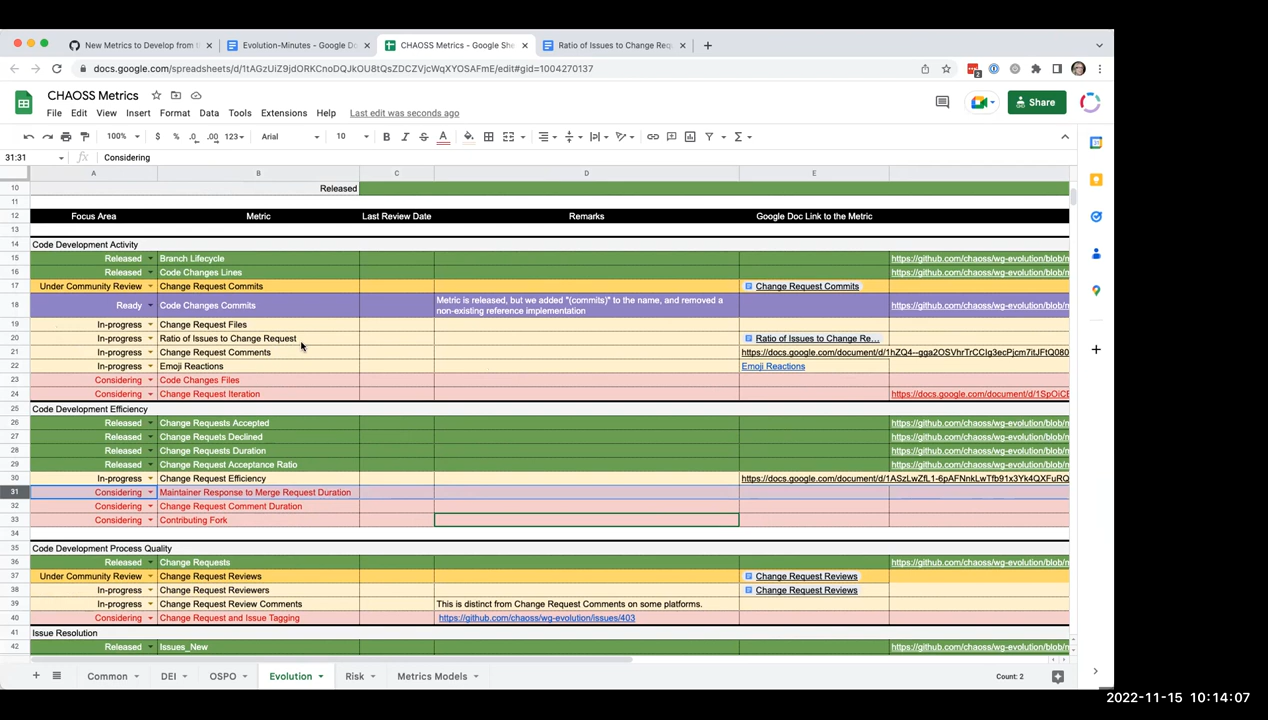 New Metrics to Develop from t
Evolution-Minutes - Google Do
CHAOSS Metrics - Google She
Ratio of Issues to Change Req
docs.google.com/spreadsheets/d/1tAGzUiZ9jdORKCnoDQJkOU8tQsZDCZVjcWqXYOSAFmE/edit#gid=1004270137
CHAOSS Metrics
File Edit View Insert Format Data Tools Extensions Help Last edit was seconds ago
Share
100% $ % .0 .00 123 Arial 10 B I S A
31:31 fx Considering
A B C D E
10 Released
11
12 Focus Area Metric Last Review Date Remarks Google Doc Link to the Metric
13
14 Code Development Activity
15 Released Branch Lifecycle https://github.com/chaoss/wg-evolution/blob/m
16 Released Code Changes Lines https://github.com/chaoss/wg-evolution/blob/m
17 Under Community Review Change Request Commits Change Request Commits
18 Ready Code Changes Commits Metric is released, but we added "(commits)" to the name, and removed a non-existing reference implementation https://github.com/chaoss/wg-evolution/blob/m
19 In-progress Change Request Files
20 In-progress Ratio of Issues to Change Request Ratio of Issues to Change Re...
21 In-progress Change Request Comments https://docs.google.com/document/d/1hZQ4--gga2OSVhrTrCCIg3ecPjcm7itJFtQ080
22 In-progress Emoji Reactions Emoji Reactions
23 Considering Code Changes Files
24 Considering Change Request Iteration https://docs.google.com/document/d/1SpOiCE
25 Code Development Efficiency
26 Released Change Requests Accepted https://github.com/chaoss/wg-evolution/blob/m
27 Released Change Requets Declined https://github.com/chaoss/wg-evolution/blob/m
28 Released Change Requests Duration https://github.com/chaoss/wg-evolution/blob/m
29 Released Change Request Acceptance Ratio https://github.com/chaoss/wg-evolution/blob/m
30 In-progress Change Request Efficiency https://docs.google.com/document/d/1ASzLwZfL1-6pAFNnkLwTfb91x3Yk4QXFuRQ
31 Considering Maintainer Response to Merge Request Duration
32 Considering Change Request Comment Duration
33 Considering Contributing Fork
34
35 Code Development Process Quality
36 Released Change Requests https://github.com/chaoss/wg-evolution/blob/m
37 Under Community Review Change Request Reviews Change Request Reviews
38 In-progress Change Request Reviewers Change Request Reviews
39 In-progress Change Request Review Comments This is distinct from Change Request Comments on some platforms.
40 Considering Change Request and Issue Tagging https://github.com/chaoss/wg-evolution/issues/403
41 Issue Resolution
42 Released Issues_New https://github.com/chaoss/wg-evolution/blob/m
Common DEI OSPO Evolution Risk Metrics Models Count: 2
2022-11-15 10:14:07